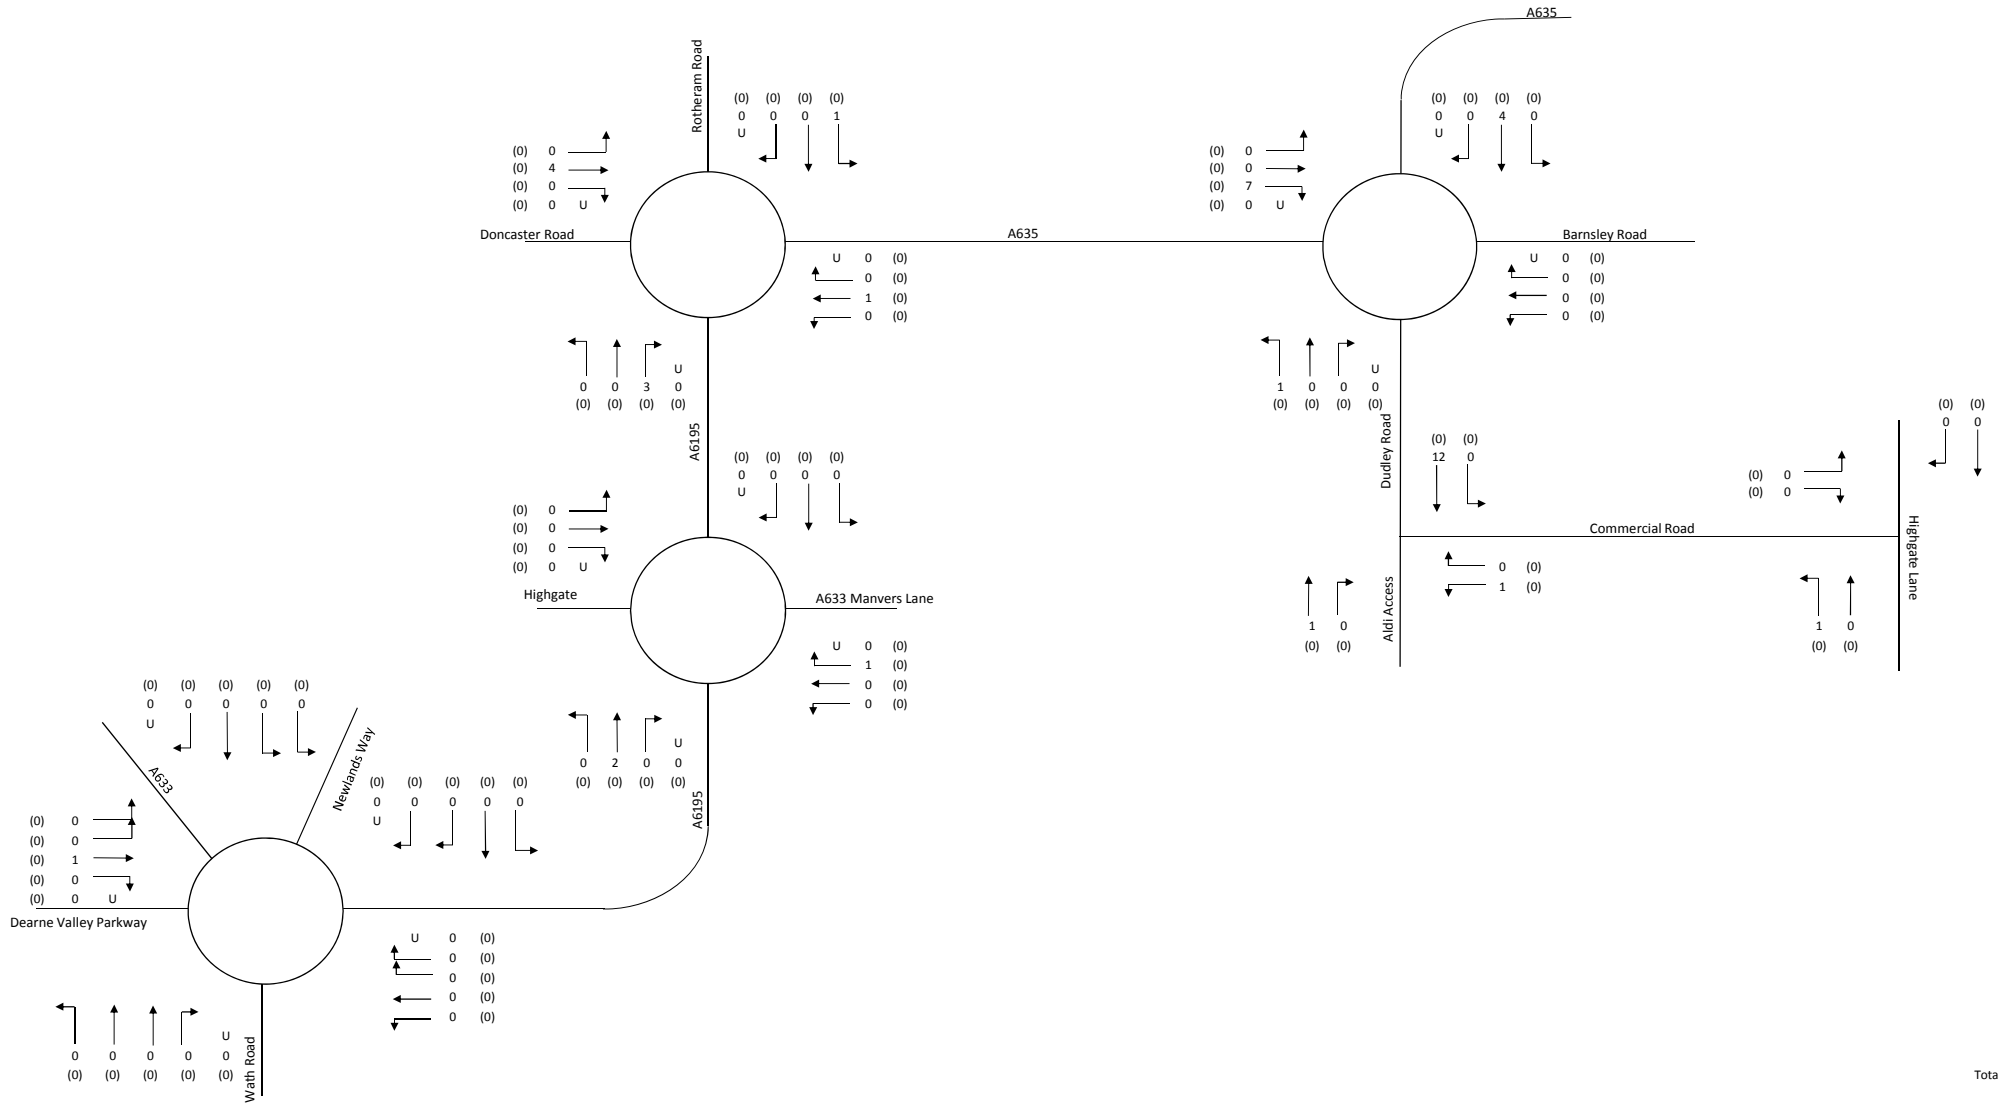 A635
Rotheram Road
(0) (0) (0) (0)
0 0 0 1
U
(0) 0
(0) 4
(0) 0
(0) 0 U
Doncaster Road
A635
U 0 (0)
0 (0)
1 (0)
0 (0)
0 0 3 0
U
(0) (0) (0) (0)
A6195
(0) (0) (0) (0)
0 0 4 0
U
(0) 0
(0) 0
(0) 7
(0) 0 U
Barnsley Road
U 0 (0)
0 (0)
0 (0)
0 (0)
U
1 0 0 0
(0) (0) (0) (0)
Dudley Road
(0) (0)
12 0
Commercial Road
0 (0)
1 (0)
1 0
(0) (0)
Aldi Access
(0) (0)
0 0
(0) 0
(0) 0
Highgate Lane
1 0
(0) (0)
(0) (0) (0) (0)
0 0 0 0
U
(0) 0
(0) 0
(0) 0
(0) 0 U
Highgate
A633 Manvers Lane
U 0 (0)
1 (0)
0 (0)
0 (0)
U
0 2 0 0
(0) (0) (0) (0)
A6195
(0) (0) (0) (0) (0)
0 0 0 0 0
U
A633
Newlands Way
(0) (0) (0) (0) (0)
0 0 0 0 0
U
(0) 0
(0) 0
(0) 1
(0) 0
(0) 0 U
Dearne Valley Parkway
U 0 (0)
0 (0)
0 (0)
0 (0)
0 (0)
U
0 0 0 0 0
(0) (0) (0) (0) (0)
Wath Road
Tota